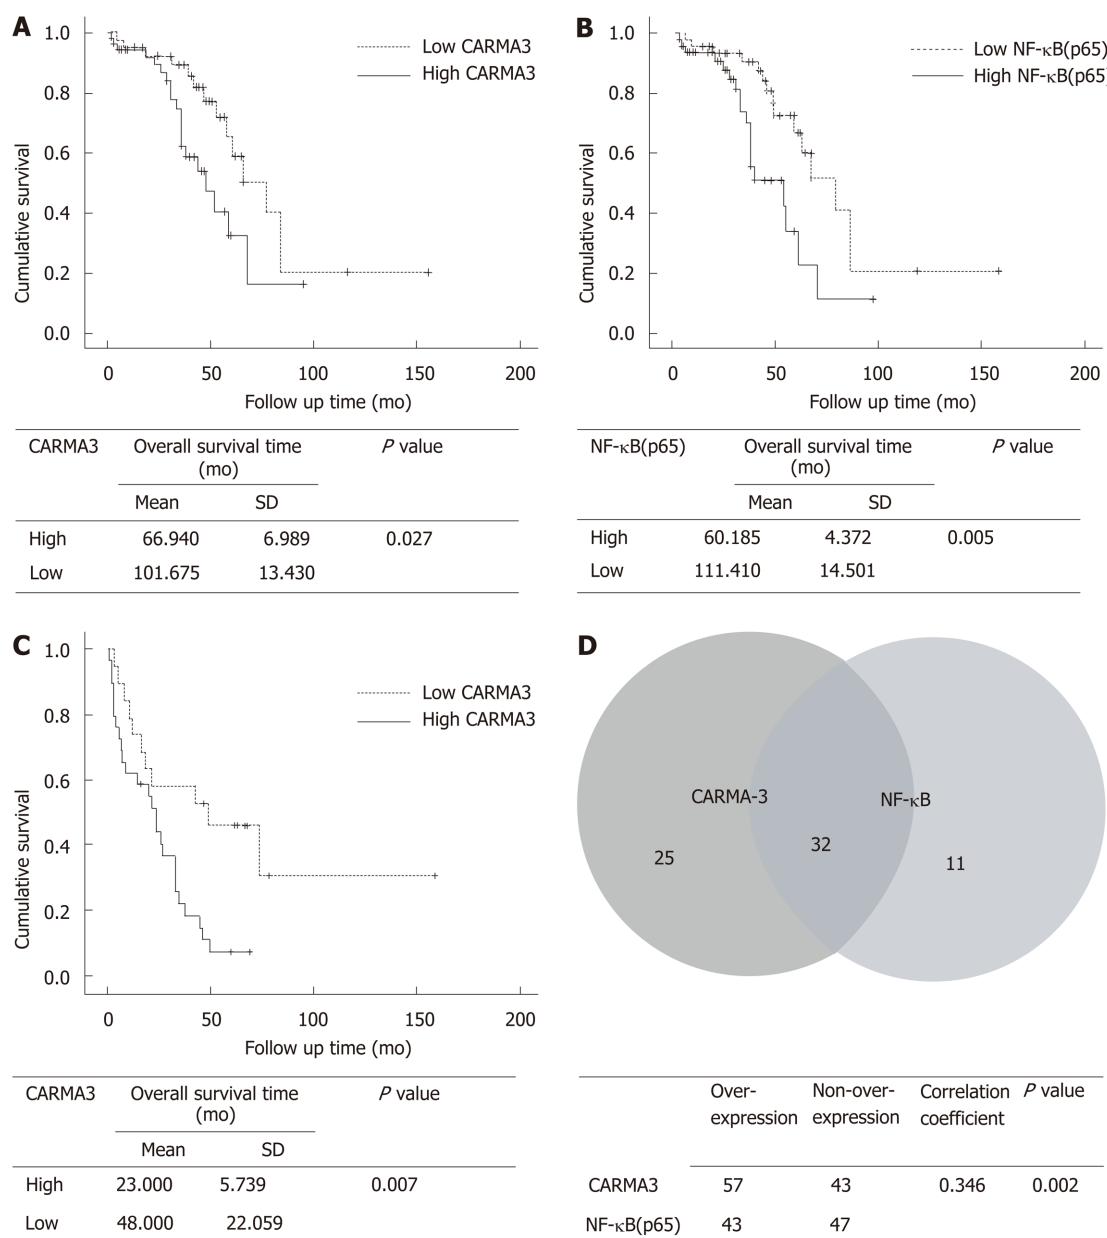 A
1.0
0.8
0.6
0.4
0.2
0.0
Cumulative survival
Low CARMA3
High CARMA3
0 50 100 150 200
Follow up time (mo)
CARMA3 Overall survival time (mo) P value
Mean SD
High 66.940 6.989 0.027
Low 101.675 13.430
B
1.0
0.8
0.6
0.4
0.2
0.0
Cumulative survival
Low NF-κB(p65)
High NF-κB(p65)
0 50 100 150 200
Follow up time (mo)
NF-κB(p65) Overall survival time (mo) P value
Mean SD
High 60.185 4.372 0.005
Low 111.410 14.501
C
1.0
0.8
0.6
0.4
0.2
0.0
Cumulative survival
Low CARMA3
High CARMA3
0 50 100 150 200
Follow up time (mo)
CARMA3 Overall survival time (mo) P value
Mean SD
High 23.000 5.739 0.007
Low 48.000 22.059
D
CARMA-3 NF-κB
25 32 11
Over-expression Non-over-expression Correlation coefficient P value
CARMA3 57 43 0.346 0.002
NF-κB(p65) 43 47